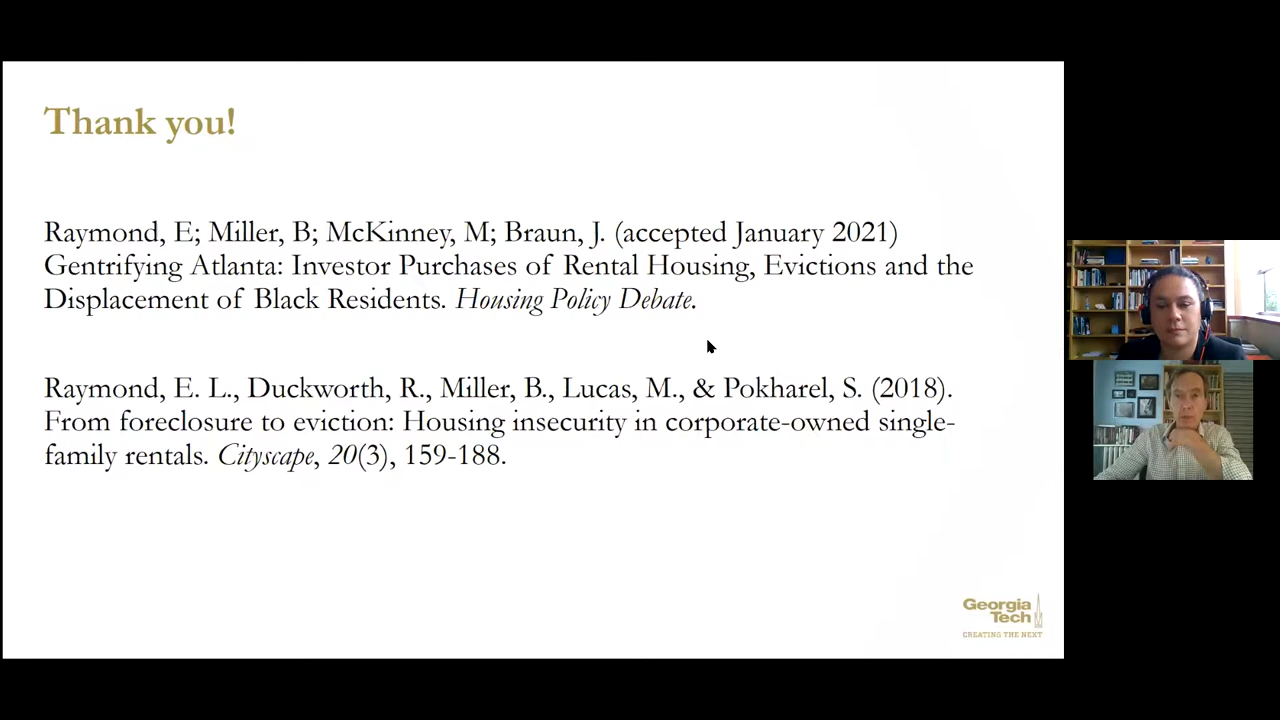 Thank you!
Raymond, E; Miller, B; McKinney, M; Braun, J. (accepted January 2021)
Gentrifying Atlanta: Investor Purchases of Rental Housing, Evictions and the
Displacement of Black Residents. Housing Policy Debate.
Raymond, E. L., Duckworth, R., Miller, B., Lucas, M., & Pokharel, S. (2018).
From foreclosure to eviction: Housing insecurity in corporate-owned single-
family rentals. Cityscape, 20(3), 159-188.
Georgia
Tech
CREATING THE NEXT